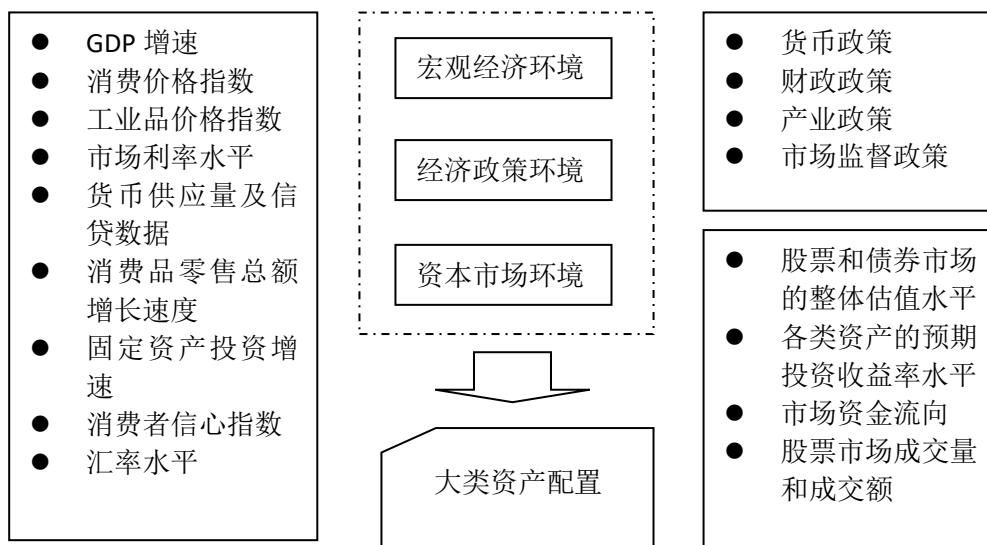 GDP 增速
消费价格指数
工业品价格指数
市场利率水平
货币供应量及信
贷数据
消费品零售总额
增长速度
固定资产投资增
速
消费者信心指数
汇率水平
宏观经济环境
经济政策环境
资本市场环境
大类资产配置
货币政策
财政政策
产业政策
市场监督政策
股票和债券市场
的整体估值水平
各类资产的预期
投资收益率水平
市场资金流向
股票市场成交量
和成交额